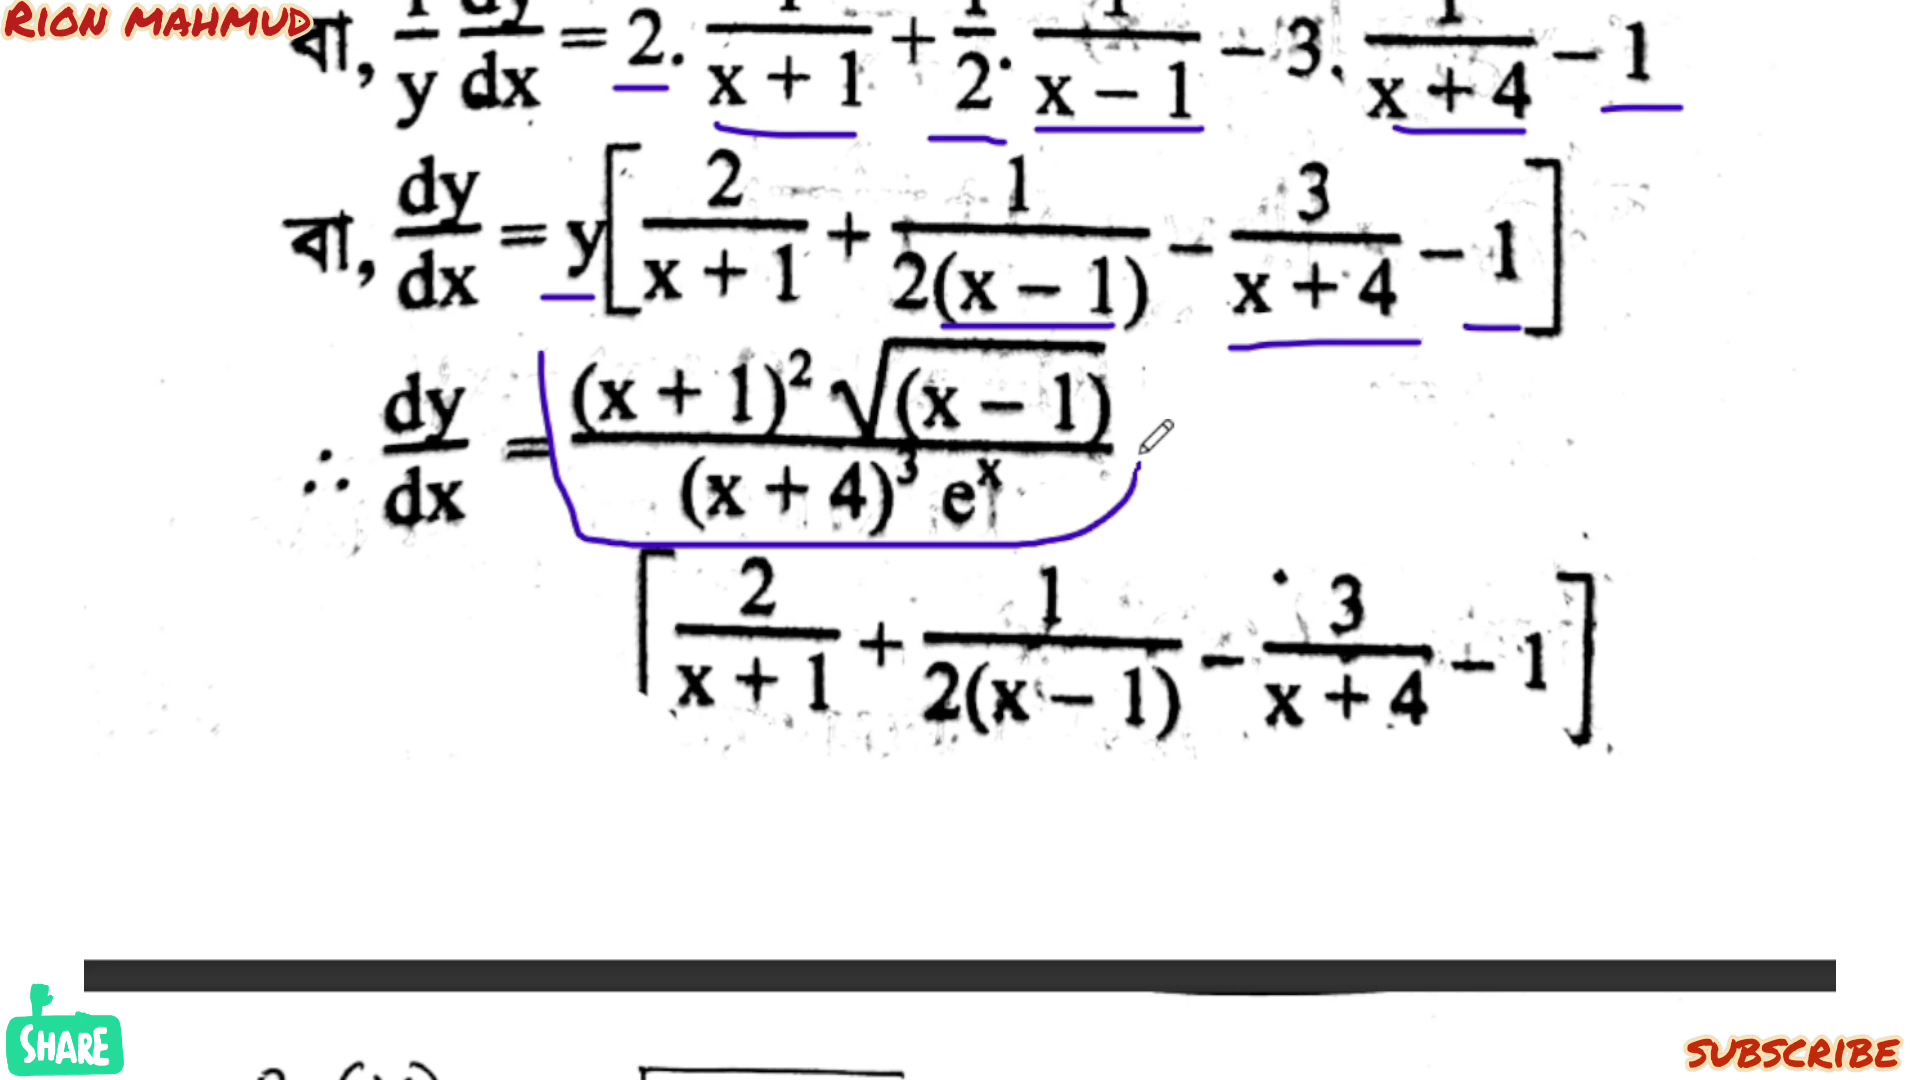 RION MAHMUD
বা, 1/y dy/dx = 2. 1/(x + 1) + 1/2 . 1/(x − 1) − 3. 1/(x + 4) − 1
বা, dy/dx = y[2/(x + 1) + 1/(2(x − 1)) − 3/(x + 4) − 1]
∴ dy/dx = (x + 1)² √(x − 1) / (x + 4)³ eˣ
[2/(x + 1) + 1/(2(x − 1)) − 3/(x + 4) − 1]
SHARE
SUBSCRIBE